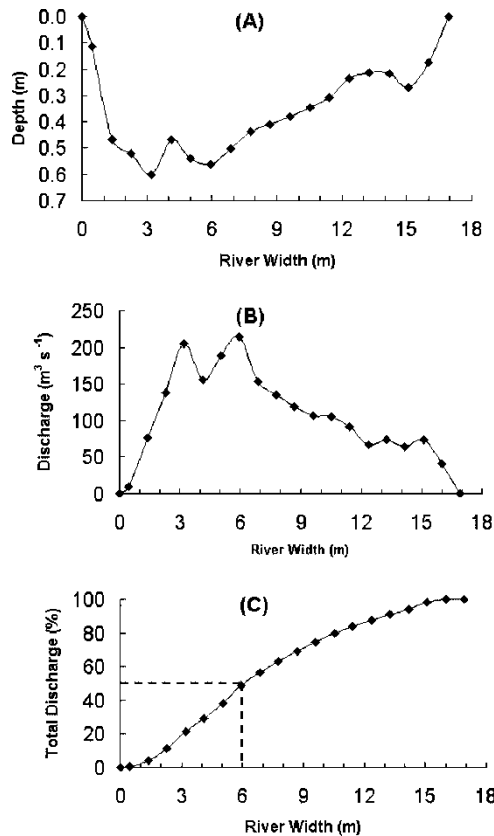 (A)
Depth (m)
0.0
0.1
0.2
0.3
0.4
0.5
0.6
0.7
0 3 6 9 12 15 18
River Width (m)
(B)
Discharge (m³ s⁻¹)
250
200
150
100
50
0
0 3 6 9 12 15 18
River Width (m)
(C)
Total Discharge (%)
100
80
60
40
20
0
0 3 6 9 12 15 18
River Width (m)